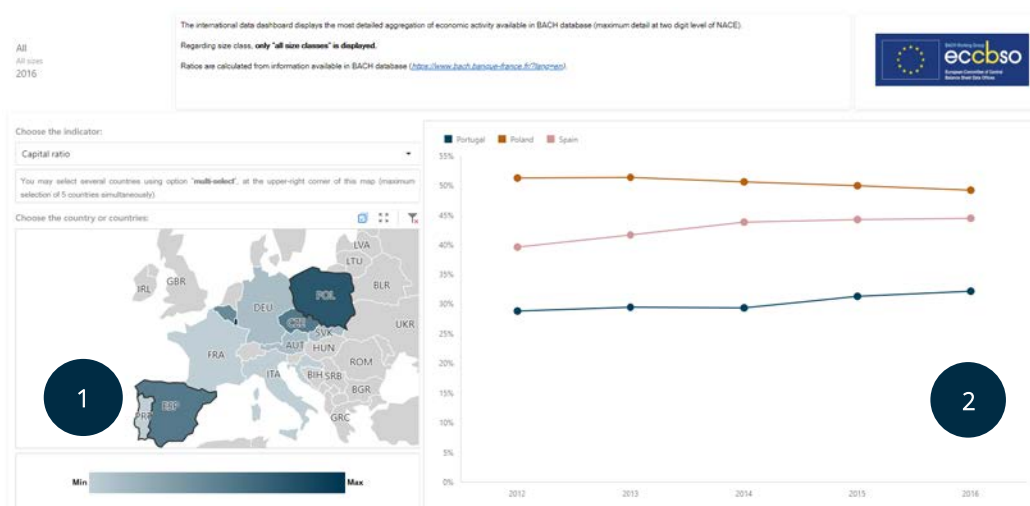 All
All sizes
2016
The international data dashboard displays the most detailed aggregation of economic activity available in BACH database (maximum detail at two digit level of NACE).
Regarding size class, only "all size classes" is displayed.
Ratios are calculated from information available in BACH database (https://www.bach.banque-france.fr/?lang=en).
BACH Working Group
eccbso
European Committee of Central
Balance Sheet Data Offices
Choose the indicator:
Capital ratio
You may select several countries using option "multi-select", at the upper-right corner of this map (maximum
selection of 5 countries simultaneously).
Choose the country or countries:
LVA
LTU
IRL
GBR
BLR
POL
DEU
UKR
CZE
SVK
FRA
AUT
HUN
ROM
ITA
BIH
SRB
BGR
PRT
ESP
GRC
1
Min
Max
Portugal
Poland
Spain
55%
50%
45%
40%
35%
30%
25%
20%
15%
10%
5%
0%
2012
2013
2014
2015
2016
2